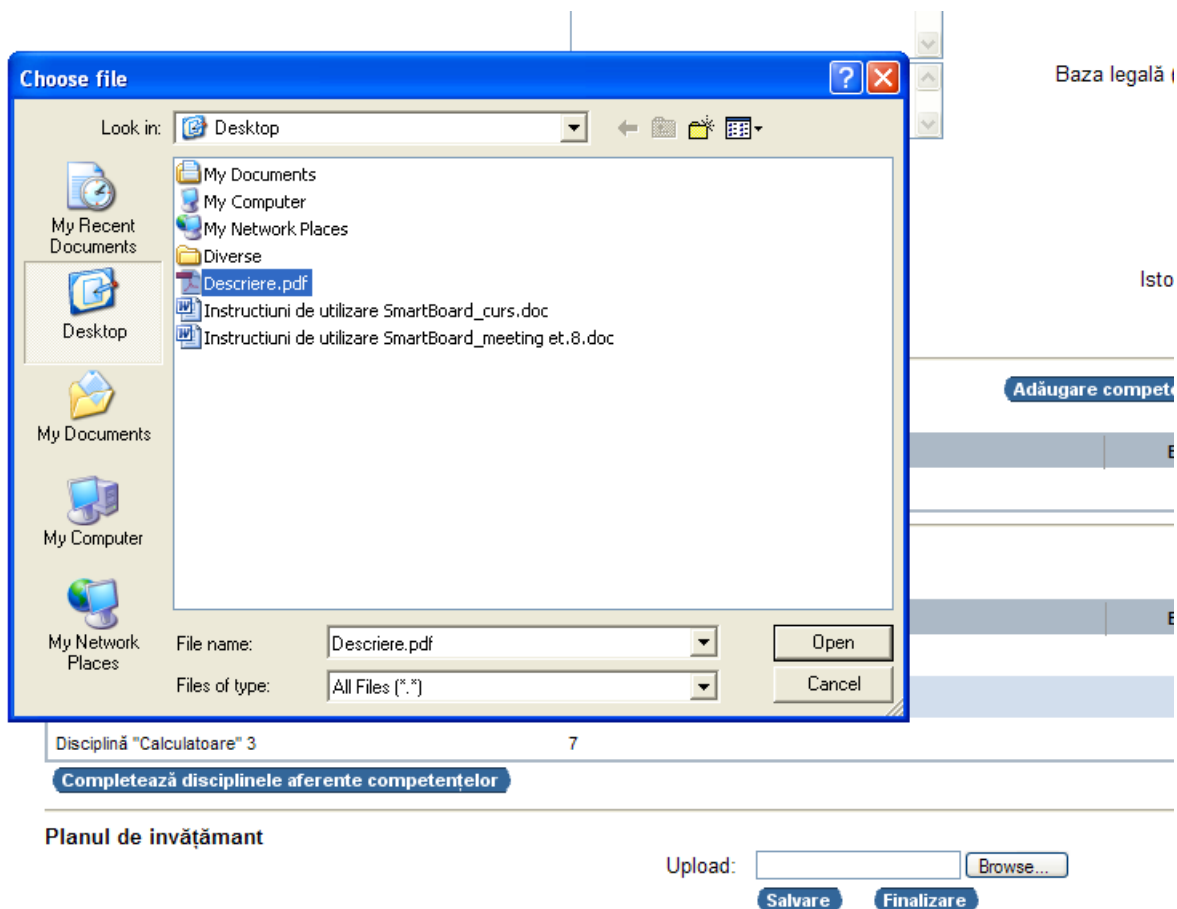 Choose file
Baza legală (
Look in:
Desktop
My Documents
My Computer
My Network Places
Diverse
Descriere.pdf
Instructiuni de utilizare SmartBoard_curs.doc
Instructiuni de utilizare SmartBoard_meeting et.8.doc
My Recent
Documents
Desktop
My Documents
My Computer
My Network
Places
Isto
Adăugare compete
File name:
Descriere.pdf
Open
Files of type:
All Files (*.*)
Cancel
Disciplină "Calculatoare" 3 7
Completează disciplinele aferente competențelor
Planul de invățămant
Upload:
Browse...
Salvare
Finalizare